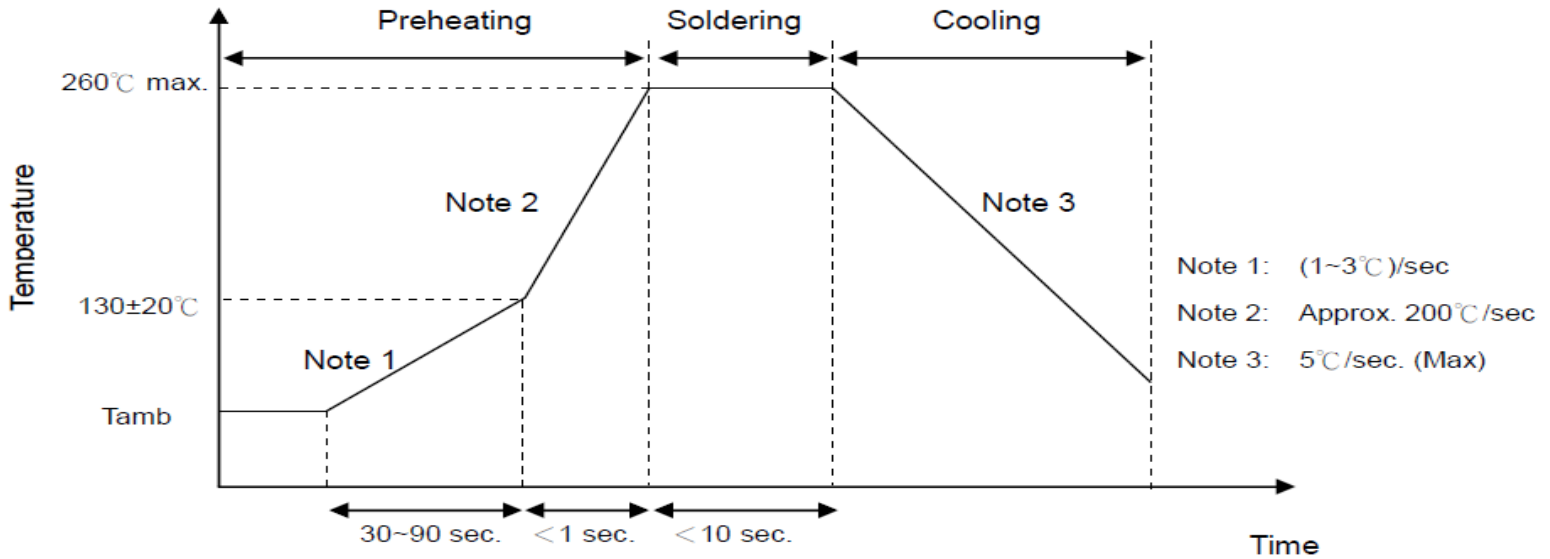 Preheating Soldering Cooling
260℃ max.
Temperature
Note 2 Note 3
Note 1: (1~3℃)/sec
130±20℃ Note 2: Approx. 200℃/sec
Note 1 Note 3: 5℃/sec. (Max)
Tamb
30~90 sec. <1 sec. <10 sec.
Time